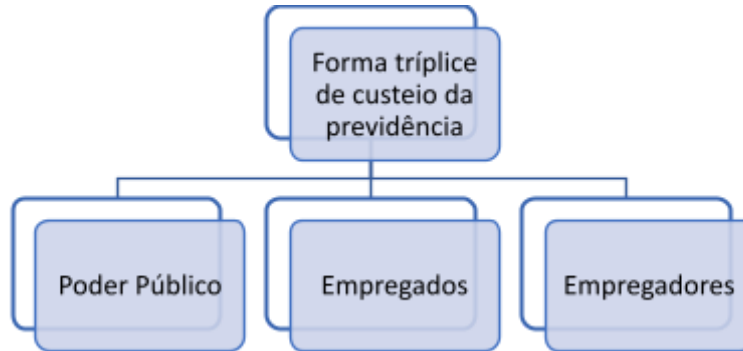 Forma tríplice
de custeio da
previdência
Poder Público
Empregados
Empregadores